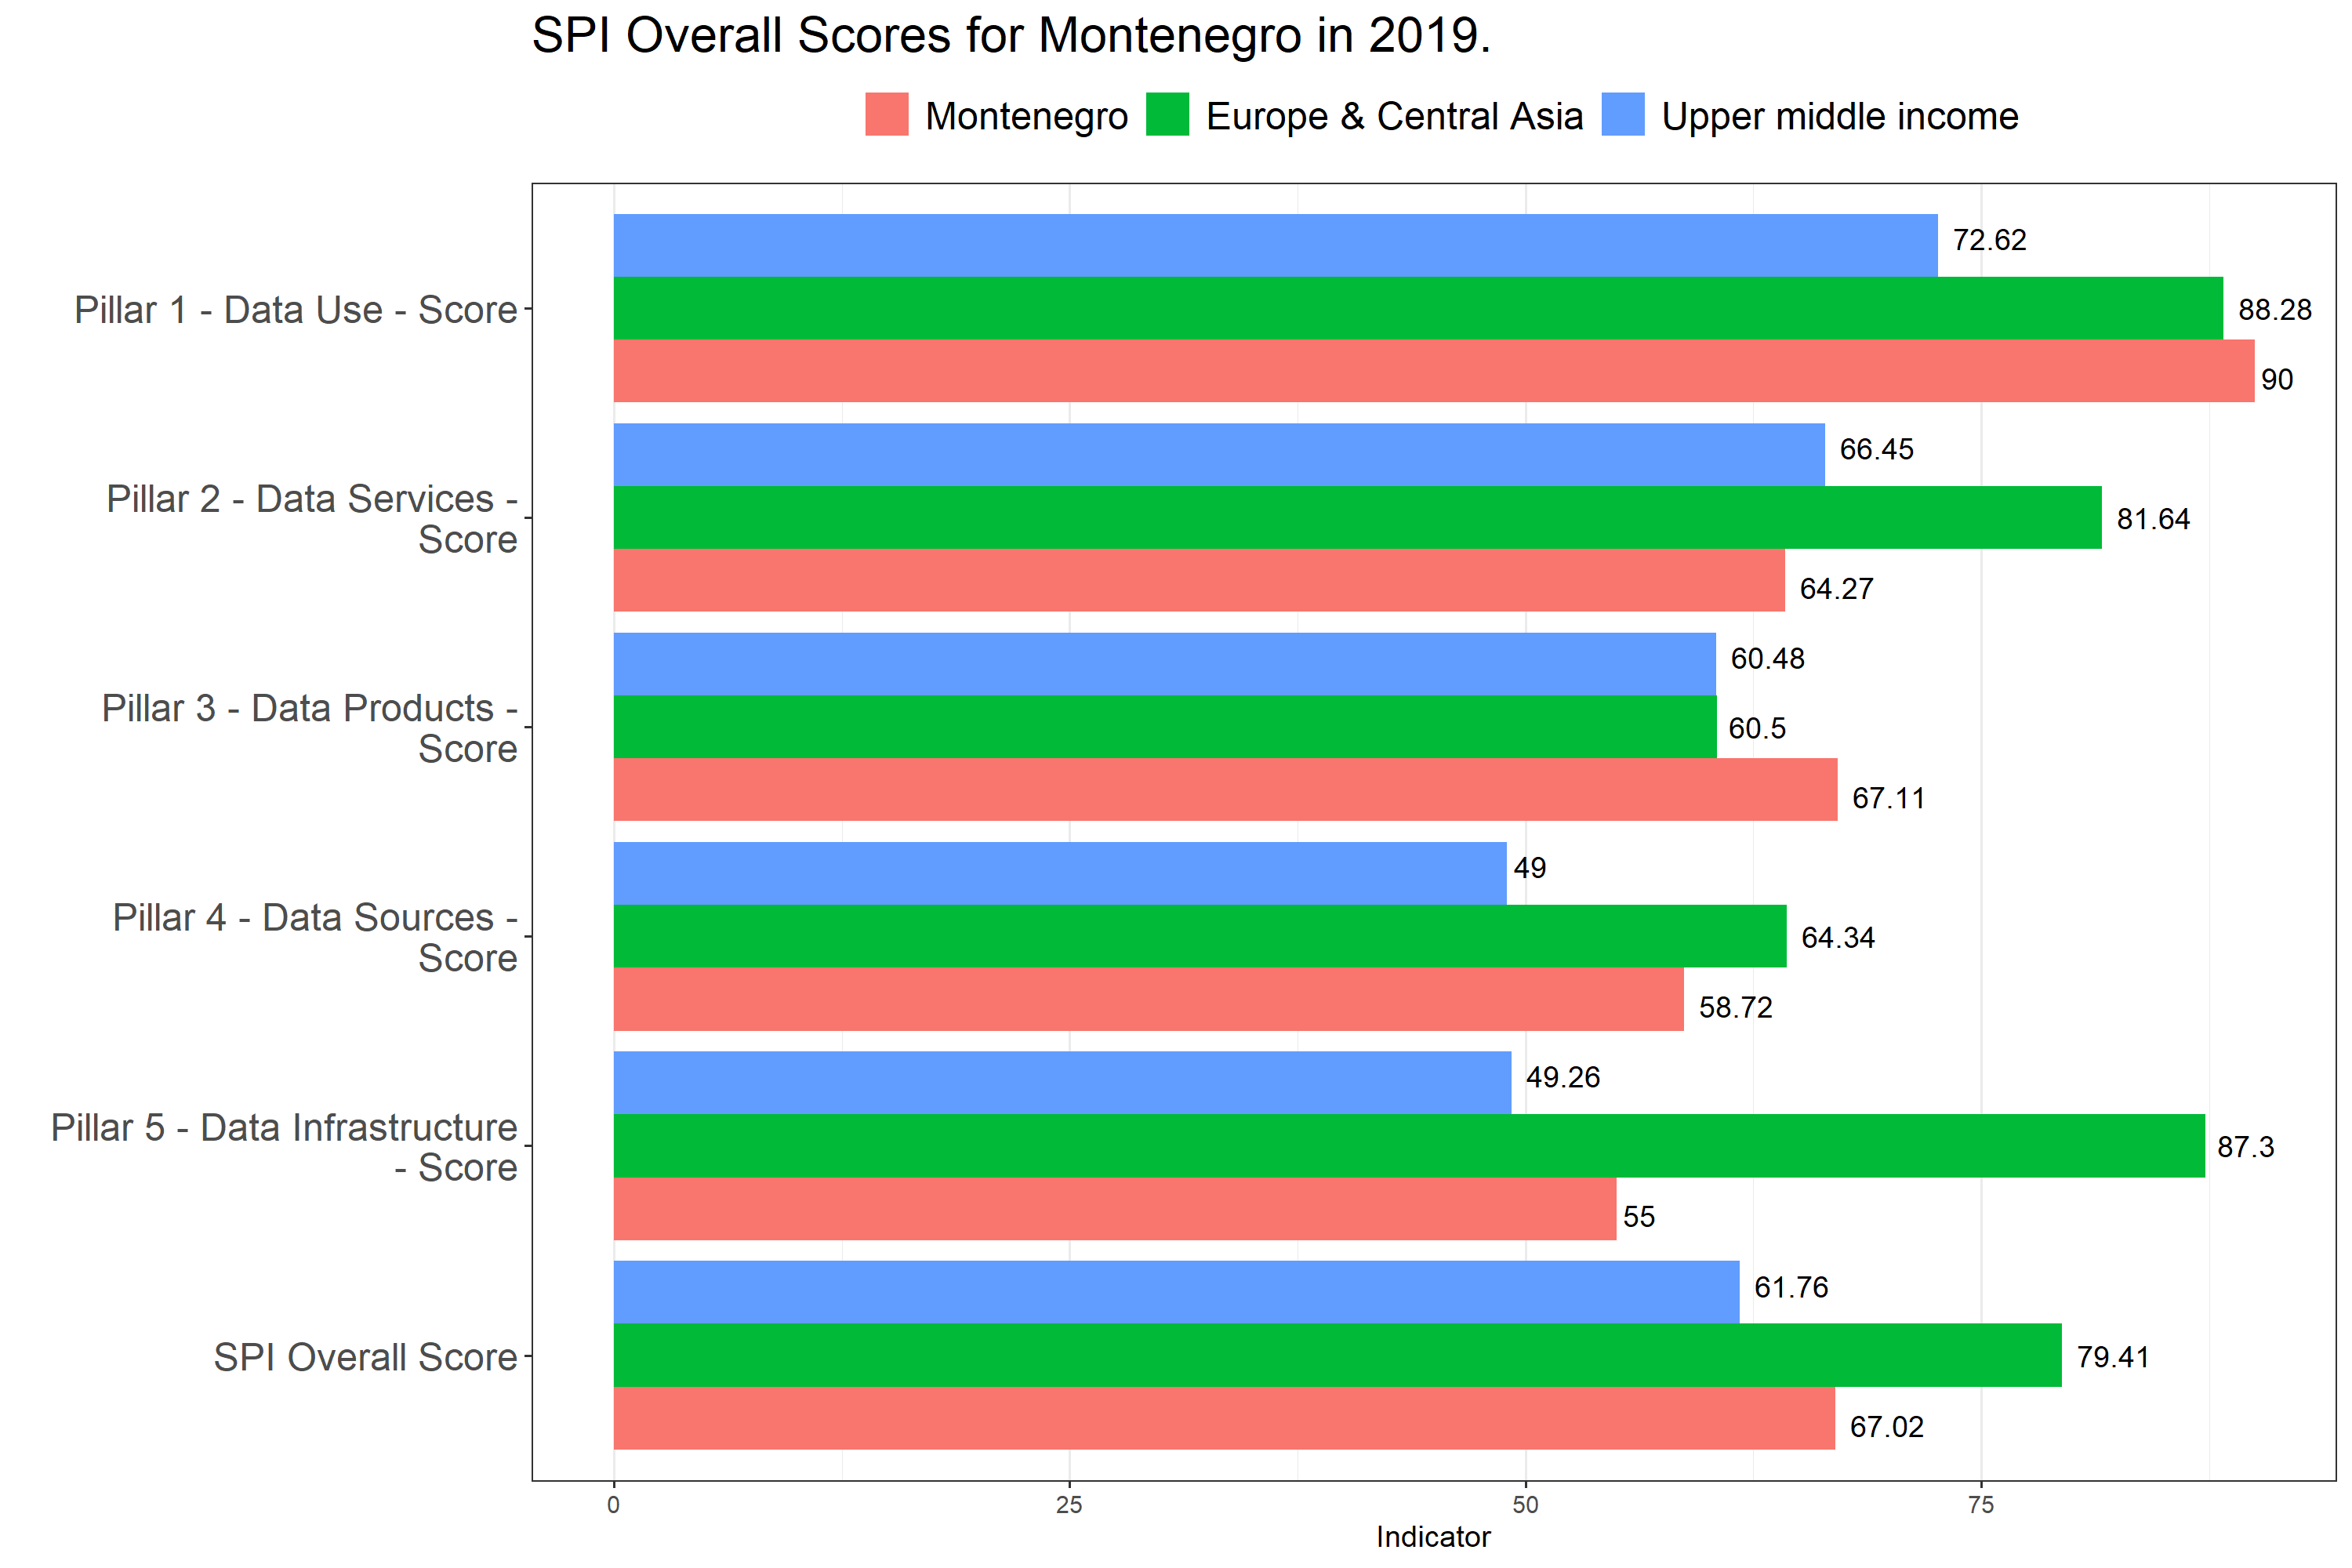 SPI Overall Scores for Montenegro in 2019.
Montenegro Europe & Central Asia Upper middle income
Pillar 1 - Data Use - Score
72.62
88.28
90
Pillar 2 - Data Services -
Score
66.45
81.64
64.27
Pillar 3 - Data Products -
Score
60.48
60.5
67.11
Pillar 4 - Data Sources -
Score
49
64.34
58.72
Pillar 5 - Data Infrastructure
- Score
49.26
87.3
55
SPI Overall Score
61.76
79.41
67.02
0 25 50 75
Indicator